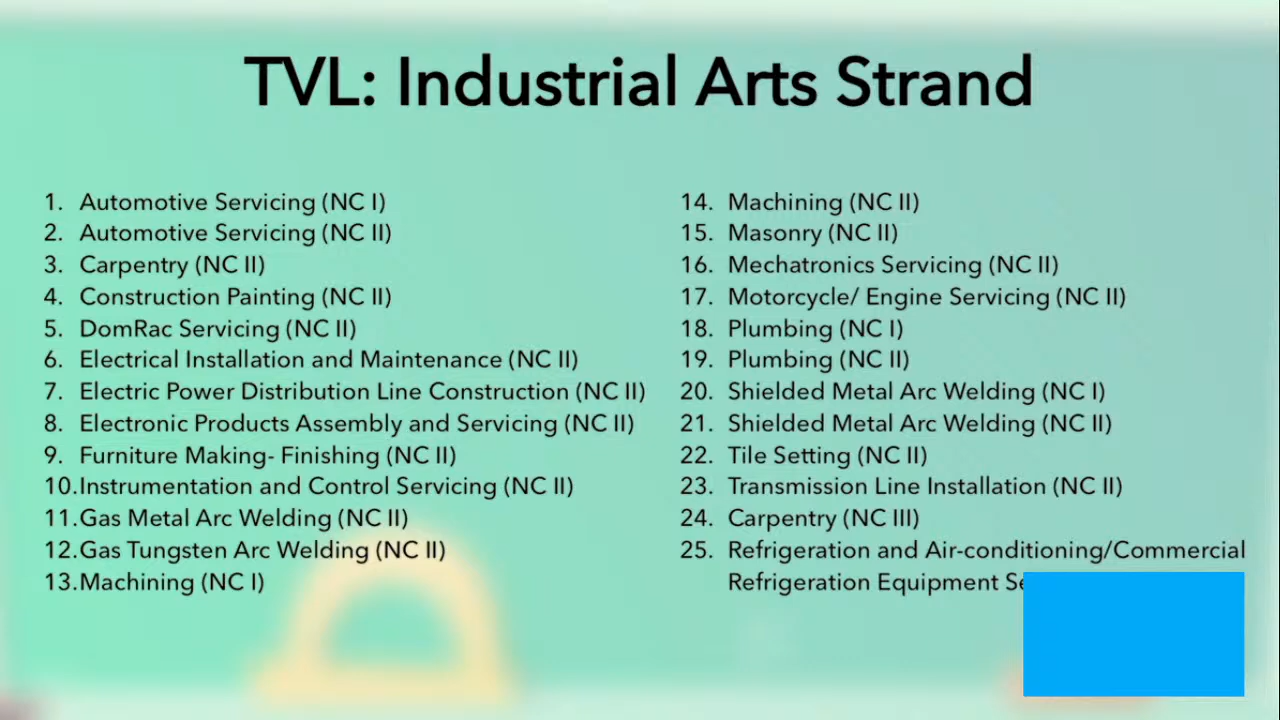 TVL: Industrial Arts Strand
1. Automotive Servicing (NC I)
2. Automotive Servicing (NC II)
3. Carpentry (NC II)
4. Construction Painting (NC II)
5. DomRac Servicing (NC II)
6. Electrical Installation and Maintenance (NC II)
7. Electric Power Distribution Line Construction (NC II)
8. Electronic Products Assembly and Servicing (NC II)
9. Furniture Making- Finishing (NC II)
10.Instrumentation and Control Servicing (NC II)
11.Gas Metal Arc Welding (NC II)
12.Gas Tungsten Arc Welding (NC II)
13.Machining (NC I)
14. Machining (NC II)
15. Masonry (NC II)
16. Mechatronics Servicing (NC II)
17. Motorcycle/ Engine Servicing (NC II)
18. Plumbing (NC I)
19. Plumbing (NC II)
20. Shielded Metal Arc Welding (NC I)
21. Shielded Metal Arc Welding (NC II)
22. Tile Setting (NC II)
23. Transmission Line Installation (NC II)
24. Carpentry (NC III)
25. Refrigeration and Air-conditioning/Commercial
Refrigeration Equipment